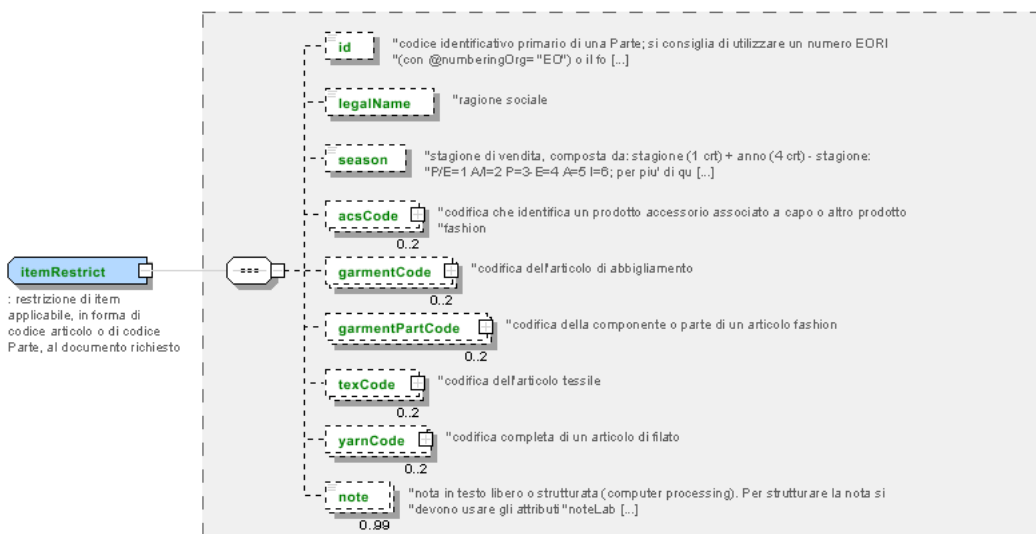 id
"codice identificativo primario di una Parte; si consiglia di utilizzare un numero EORI
"(con @numberingOrg= "EO") o il fo [...]
legalName
"ragione sociale
season
"stagione di vendita, composta da: stagione (1 crt) + anno (4 crt) - stagione:
"P/E=1 A/I=2 P=3-E=4 A=5 I=6; per piu' di qu [...]
acsCode
"codifica che identifica un prodotto accessorio associato a capo o altro prodotto
"fashion
0..2
itemRestrict
: restrizione di item
applicabile, in forma di
codice articolo o di codice
Parte, al documento richiesto
garmentCode
"codifica dell'articolo di abbigliamento
0..2
garmentPartCode
"codifica della componente o parte di un articolo fashion
0..2
texCode
"codifica dell'articolo tessile
0..2
yarnCode
"codifica completa di un articolo di filato
0..2
note
"nota in testo libero o strutturata (computer processing). Per strutturare la nota si
"devono usare gli attributi "noteLab [...]
0..99